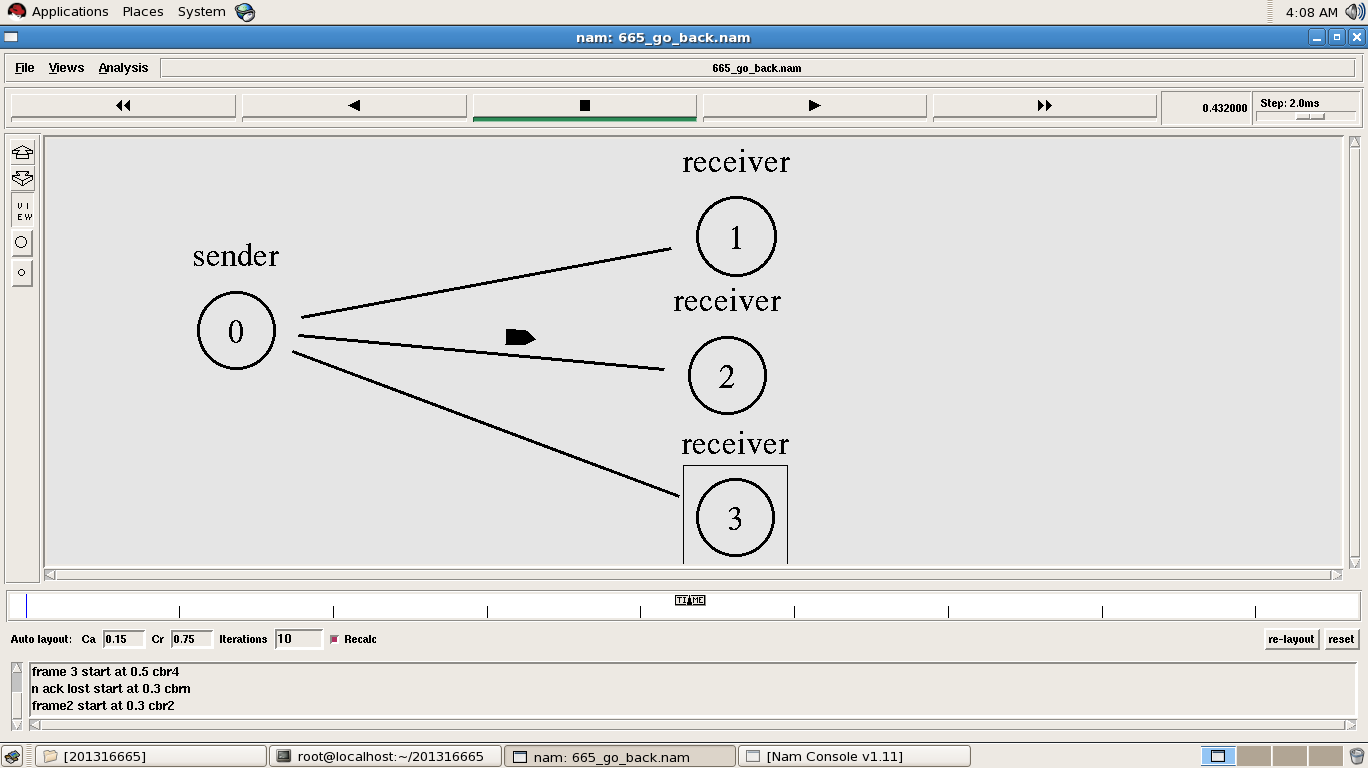 Applications Places System 4:08 AM
nam: 665_go_back.nam
File Views Analysis 665_go_back.nam
0.432000 Step: 2.0ms
VIEW
receiver
1
sender
0
receiver
2
receiver
3
TIME
Auto layout: Ca 0.15 Cr 0.75 Iterations 10 Recalc re-layout reset
frame 3 start at 0.5 cbr4
n ack lost start at 0.3 cbrn
frame2 start at 0.3 cbr2
[201316665] root@localhost:~/201316665 nam: 665_go_back.nam [Nam Console v1.11]